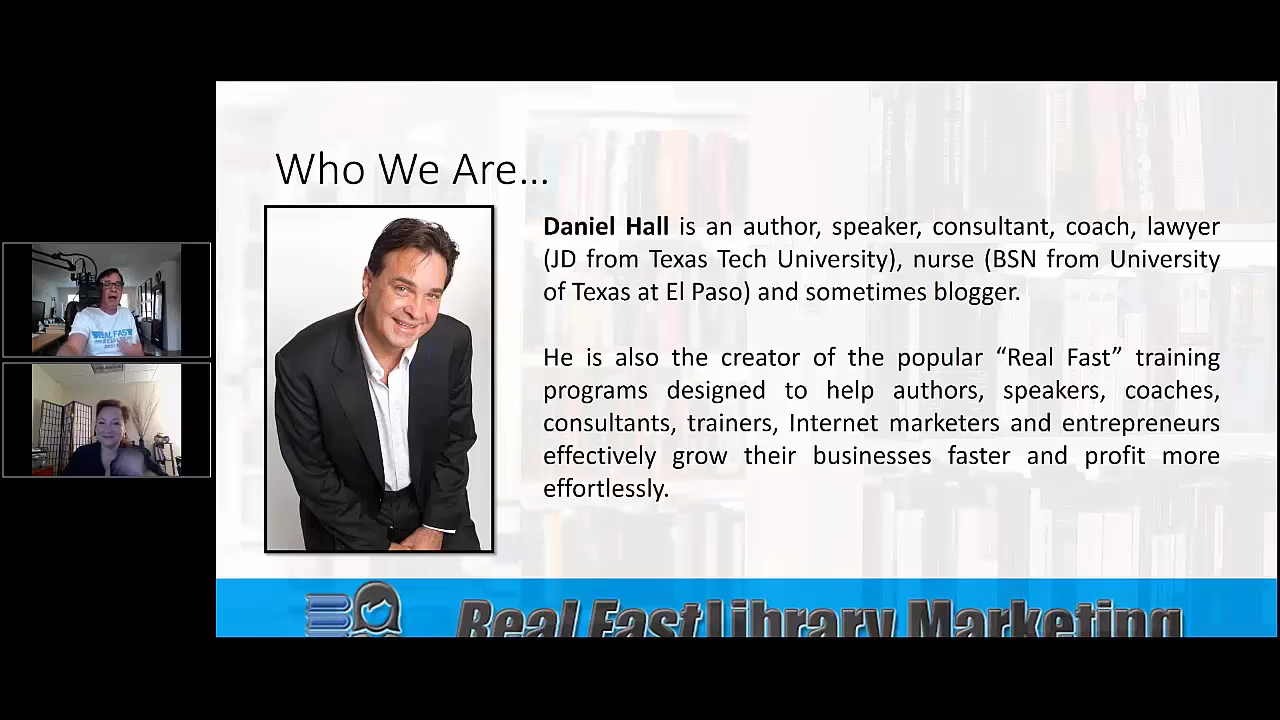 Who We Are...
Daniel Hall is an author, speaker, consultant, coach, lawyer
(JD from Texas Tech University), nurse (BSN from University
of Texas at El Paso) and sometimes blogger.
He is also the creator of the popular “Real Fast” training
programs designed to help authors, speakers, coaches,
consultants, trainers, Internet marketers and entrepreneurs
effectively grow their businesses faster and profit more
effortlessly.
Real Fast Library Marketing